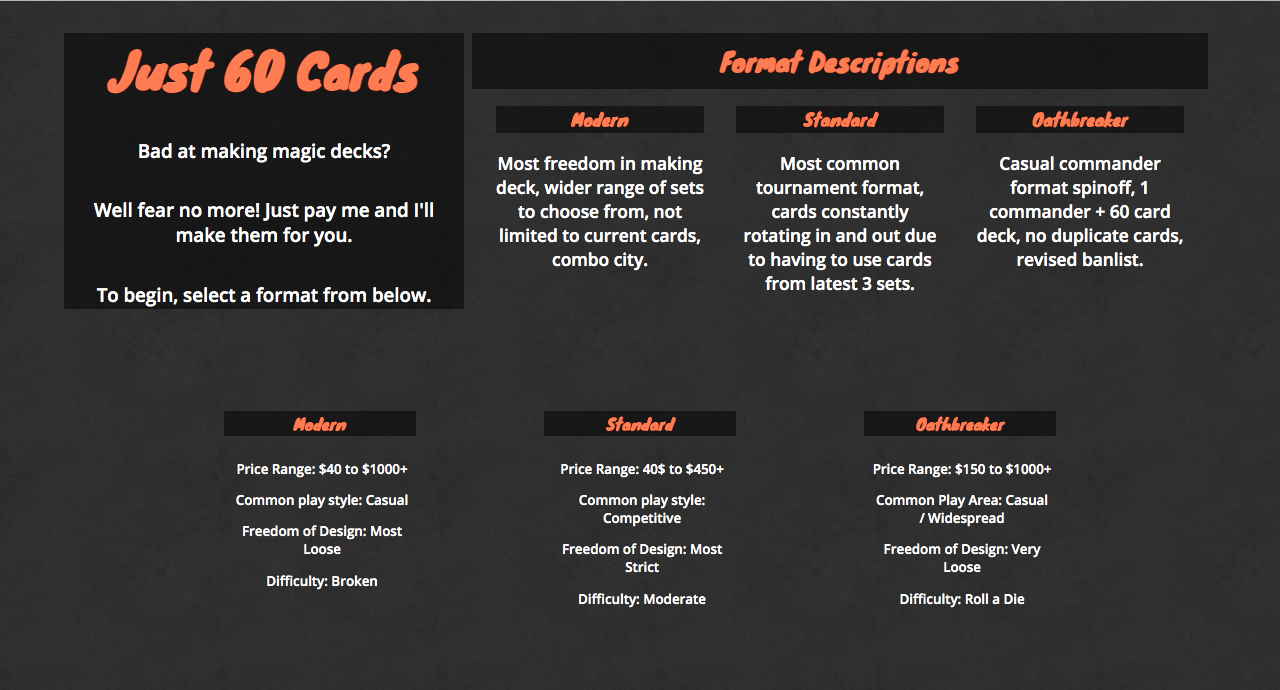 Just 60 Cards
Bad at making magic decks?
Well fear no more! Just pay me and I'll
make them for you.
To begin, select a format from below.
Format Descriptions
Modern
Most freedom in making
deck, wider range of sets
to choose from, not
limited to current cards,
combo city.
Standard
Most common
tournament format,
cards constantly
rotating in and out due
to having to use cards
from latest 3 sets.
Oathbreaker
Casual commander
format spinoff, 1
commander + 60 card
deck, no duplicate cards,
revised banlist.
Modern
Price Range: $40 to $1000+
Common play style: Casual
Freedom of Design: Most
Loose
Difficulty: Broken
Standard
Price Range: 40$ to $450+
Common play style:
Competitive
Freedom of Design: Most
Strict
Difficulty: Moderate
Oathbreaker
Price Range: $150 to $1000+
Common Play Area: Casual
/ Widespread
Freedom of Design: Very
Loose
Difficulty: Roll a Die